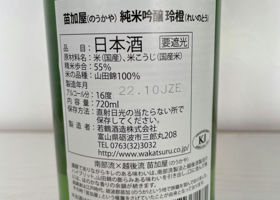 苗加屋(のうかや) 純米吟醸 玲橙(れいのとう)
日本酒 要遮光
原材料名：米(国産)、米こうじ(国産米)
精米歩合：55%
米の品種：山田錦100%
製造年月
22.10JZE
アルコール分：16度
内容量：720ml
保存方法：直射日光の当たらない所で
保存してください。
製造者：若鶴酒造株式会社
富山県砺波市三郎丸208
TEL 0763(32)3032
www.wakatsuru.co.jp
南部流×越後流 苗加屋(のうかや)